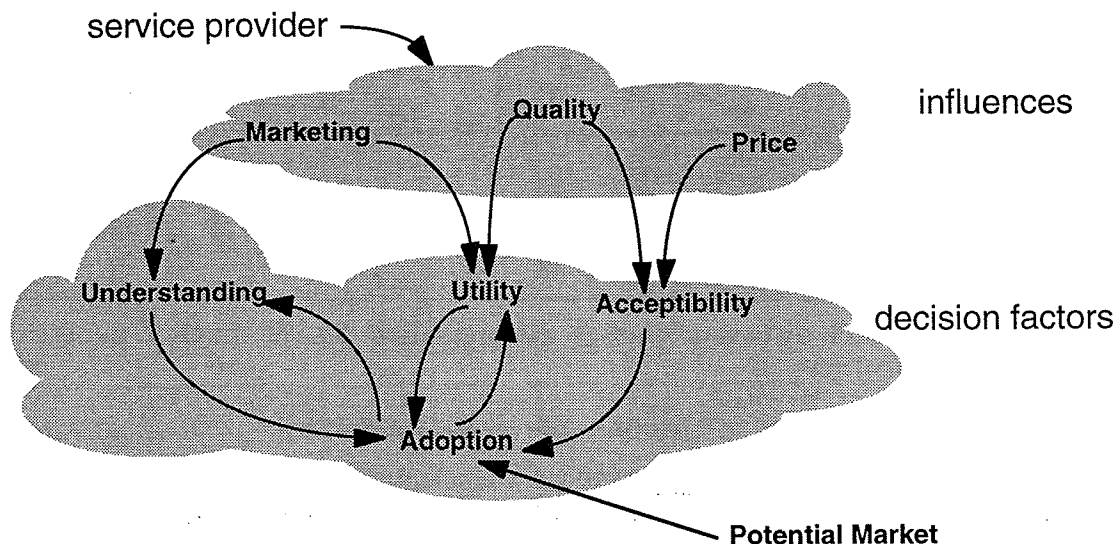 service provider
influences
Quality
Marketing
Price
Understanding
Utility
Acceptibility
decision factors
Adoption
Potential Market